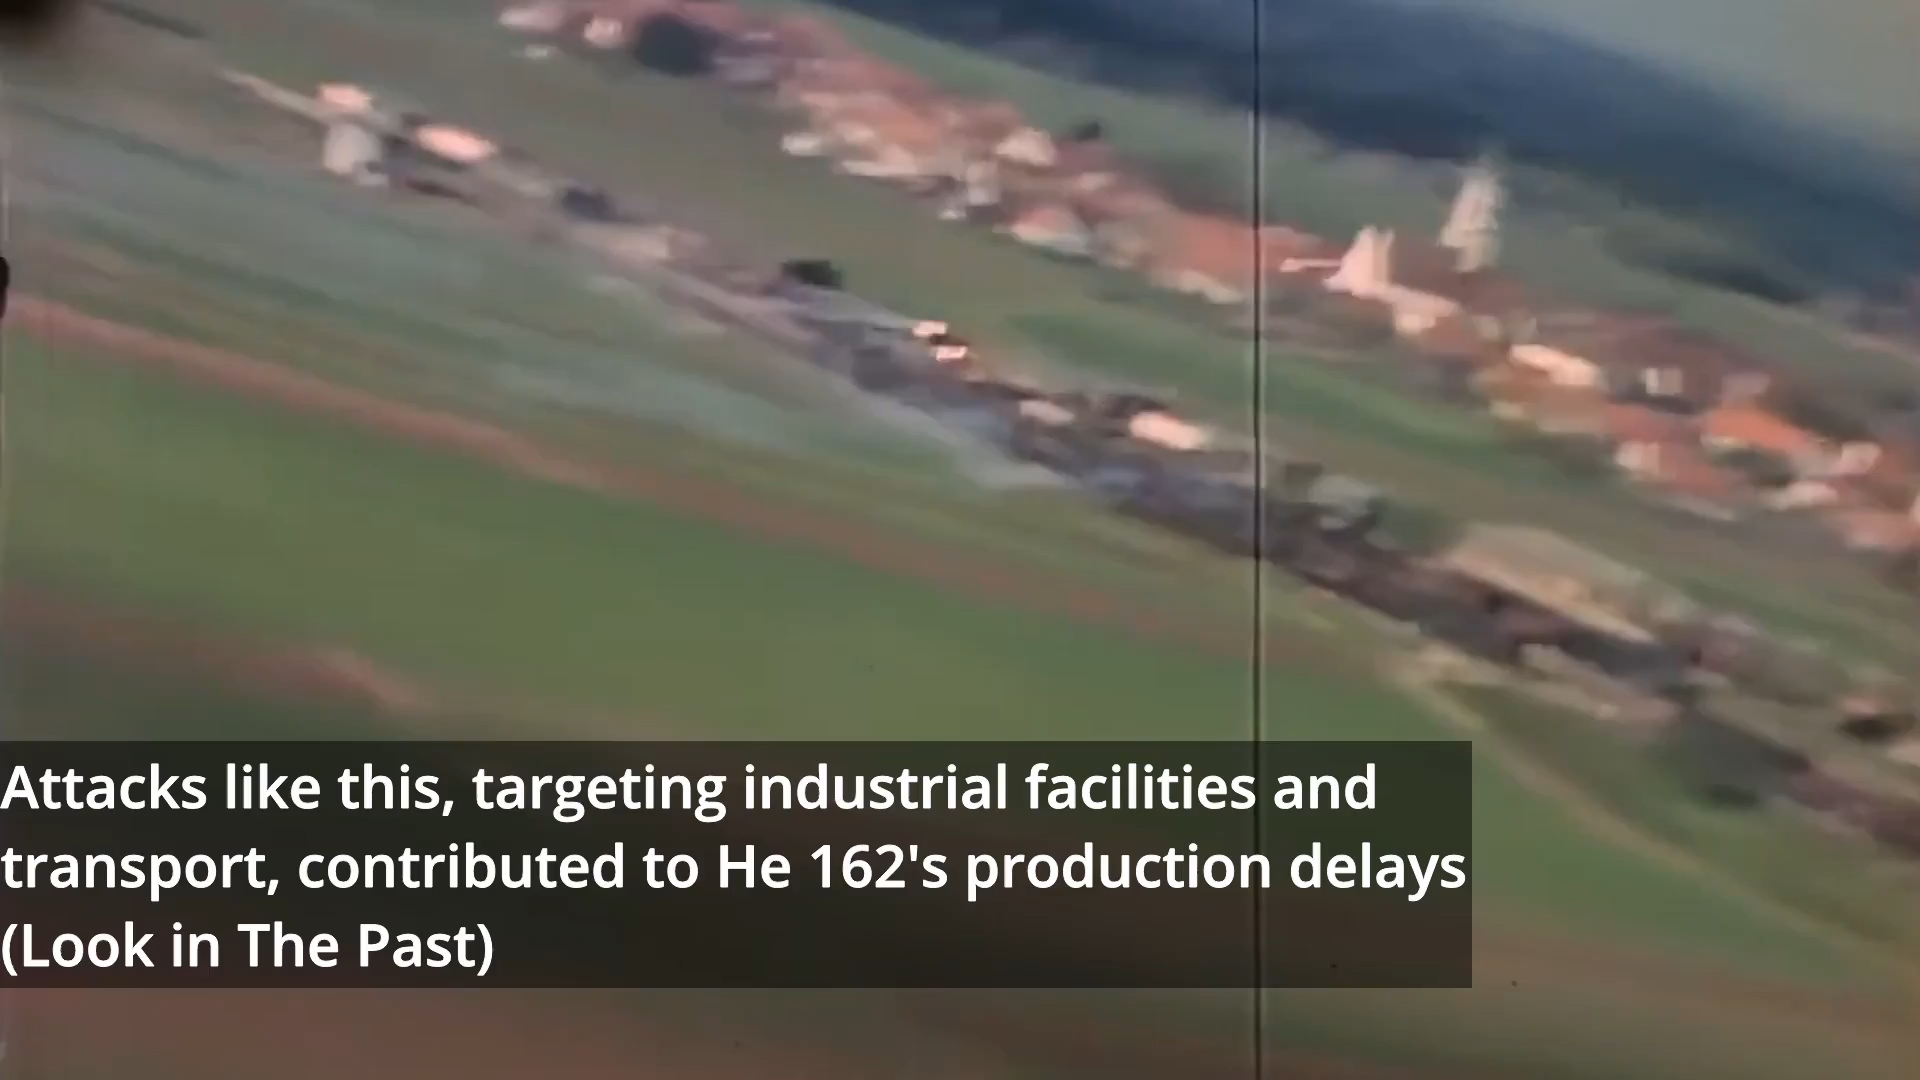 Attacks like this, targeting industrial facilities and
transport, contributed to He 162's production delays
(Look in The Past)